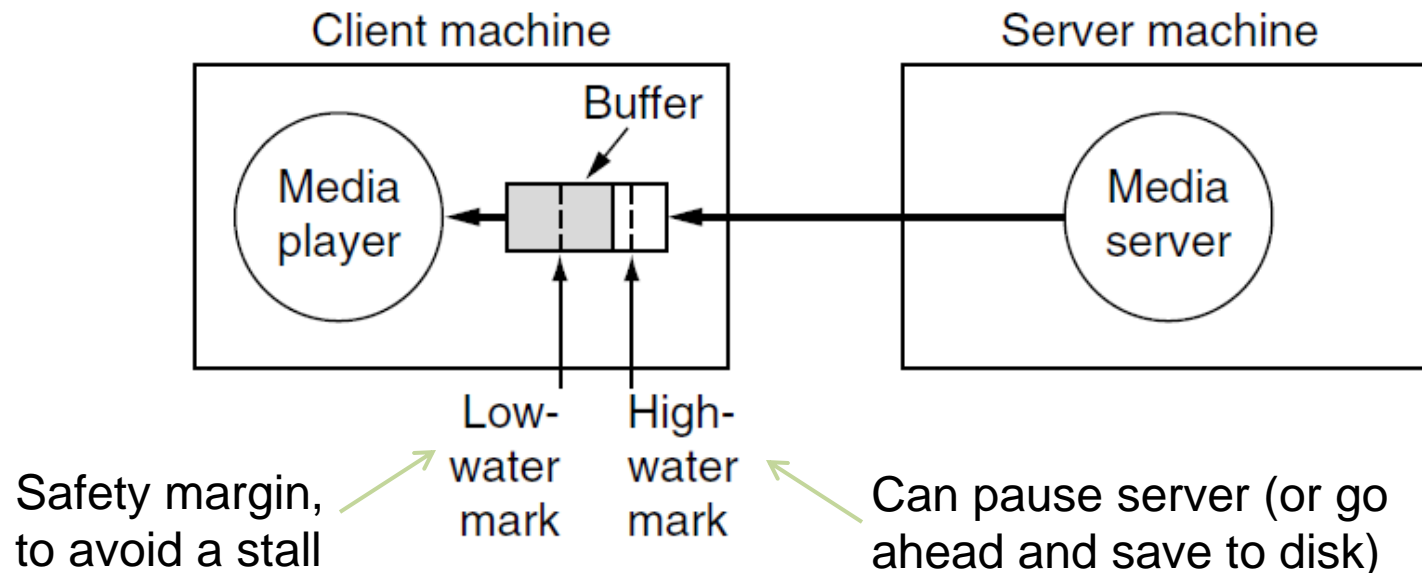 Client machine
Server machine
Buffer
Media
player
Media
server
Low-
water
mark
High-
water
mark
Safety margin,
to avoid a stall
Can pause server (or go
ahead and save to disk)